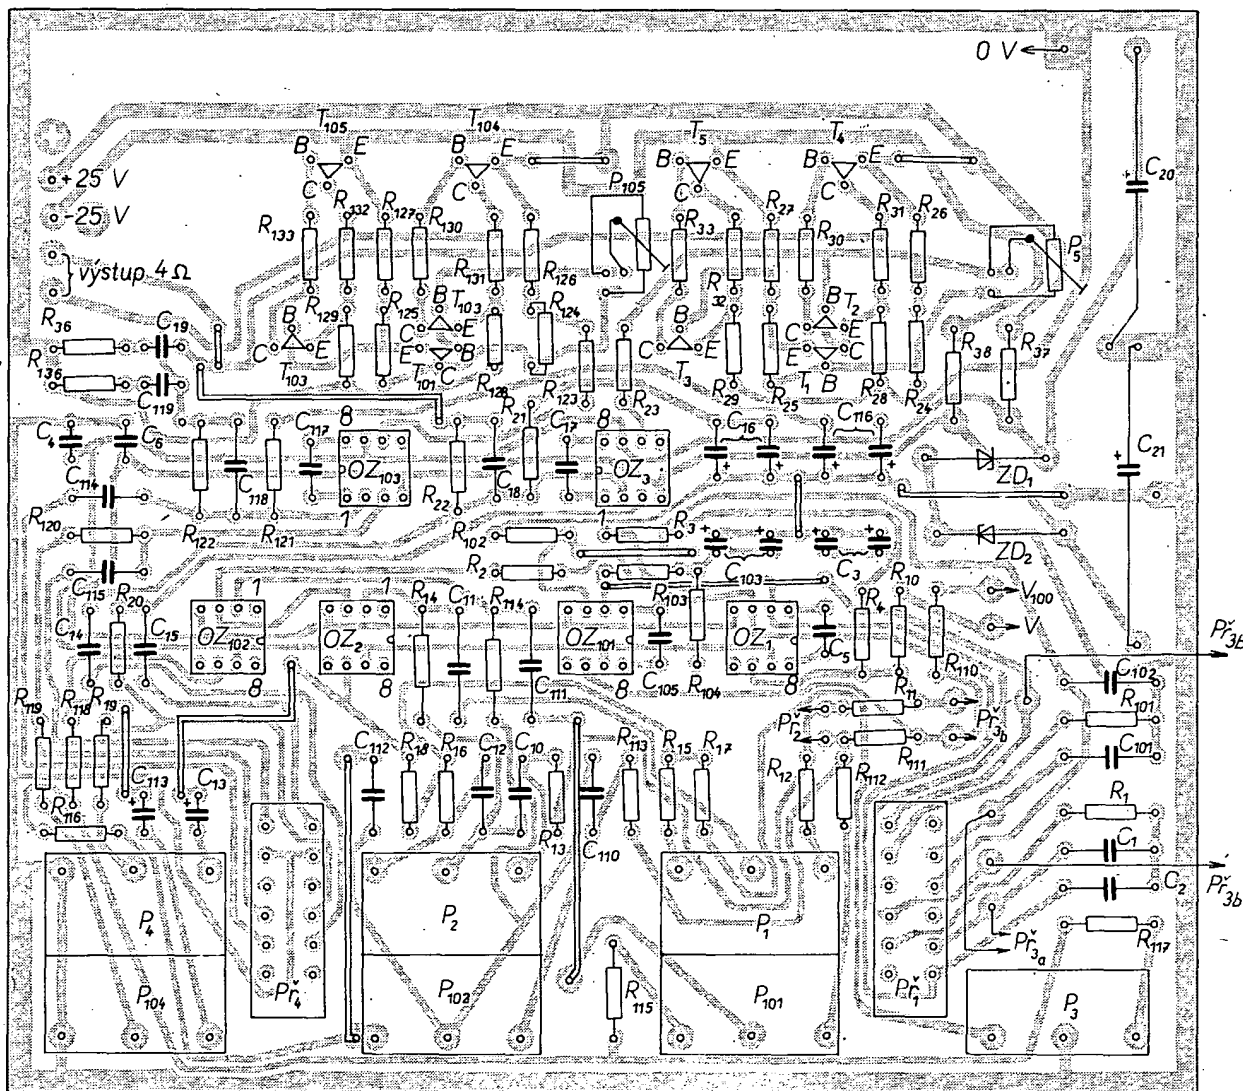 0 V
T105 T104 T5 T4
B E B E B E B E
C C C C
+25 V
-25 V
P105
C20
R132 R127 R130 R27 R31 R26
R133 R131 R126 R33 R30 P5
výstup 4 Ω
R129 R125 T103 R124 R32 T2
B B B B
C E C E C E C E
E B E C
C B
R36 C19
R136 C119
T103 T101 R128 R123 R23 T3 R29 T1 R25 R28 R24 R38 R37
R21 C16 C116
C4 C6 C117 8 C17 8
C114 OZ103 OZ3 C21
C118 R22 C18 ZD1
1 1
R120 R122 R121 R102 R3
ZD2
R2 C103 C3
C115 R20 1 R14 C11 R114 R103 R4 R10
V100
C14 C15 OZ102 OZ2 OZ101 OZ1 V
C5
Př3b
8 8 C111 8 C105 R104 8 R110
C102
R119 R118 R19 R11 R101
Př2 Př3b
C112 R18 R16 C12 C10 R113 R15 R17 R12 R112 R111 C101
C113 C13
R116 R13 C110 R1
C1
C2
Př3b
P4 P2 P1
Př3a
R117
P104 Př4 P102 R115 P101 Př1 P3